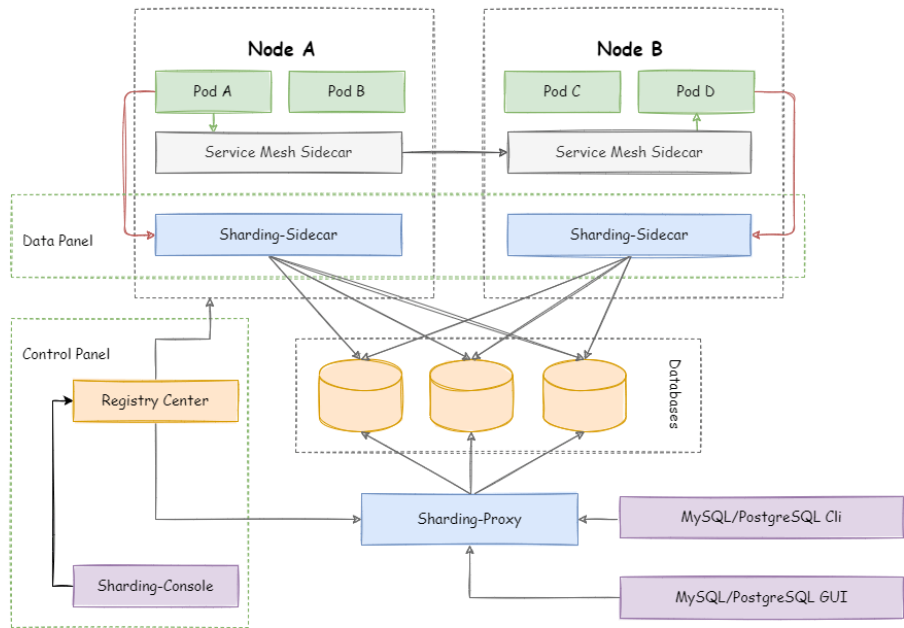 Node A
Node B
Pod A
Pod B
Pod C
Pod D
Service Mesh Sidecar
Service Mesh Sidecar
Data Panel
Sharding-Sidecar
Sharding-Sidecar
Control Panel
Databases
Registry Center
Sharding-Proxy
MySQL/PostgreSQL Cli
Sharding-Console
MySQL/PostgreSQL GUI